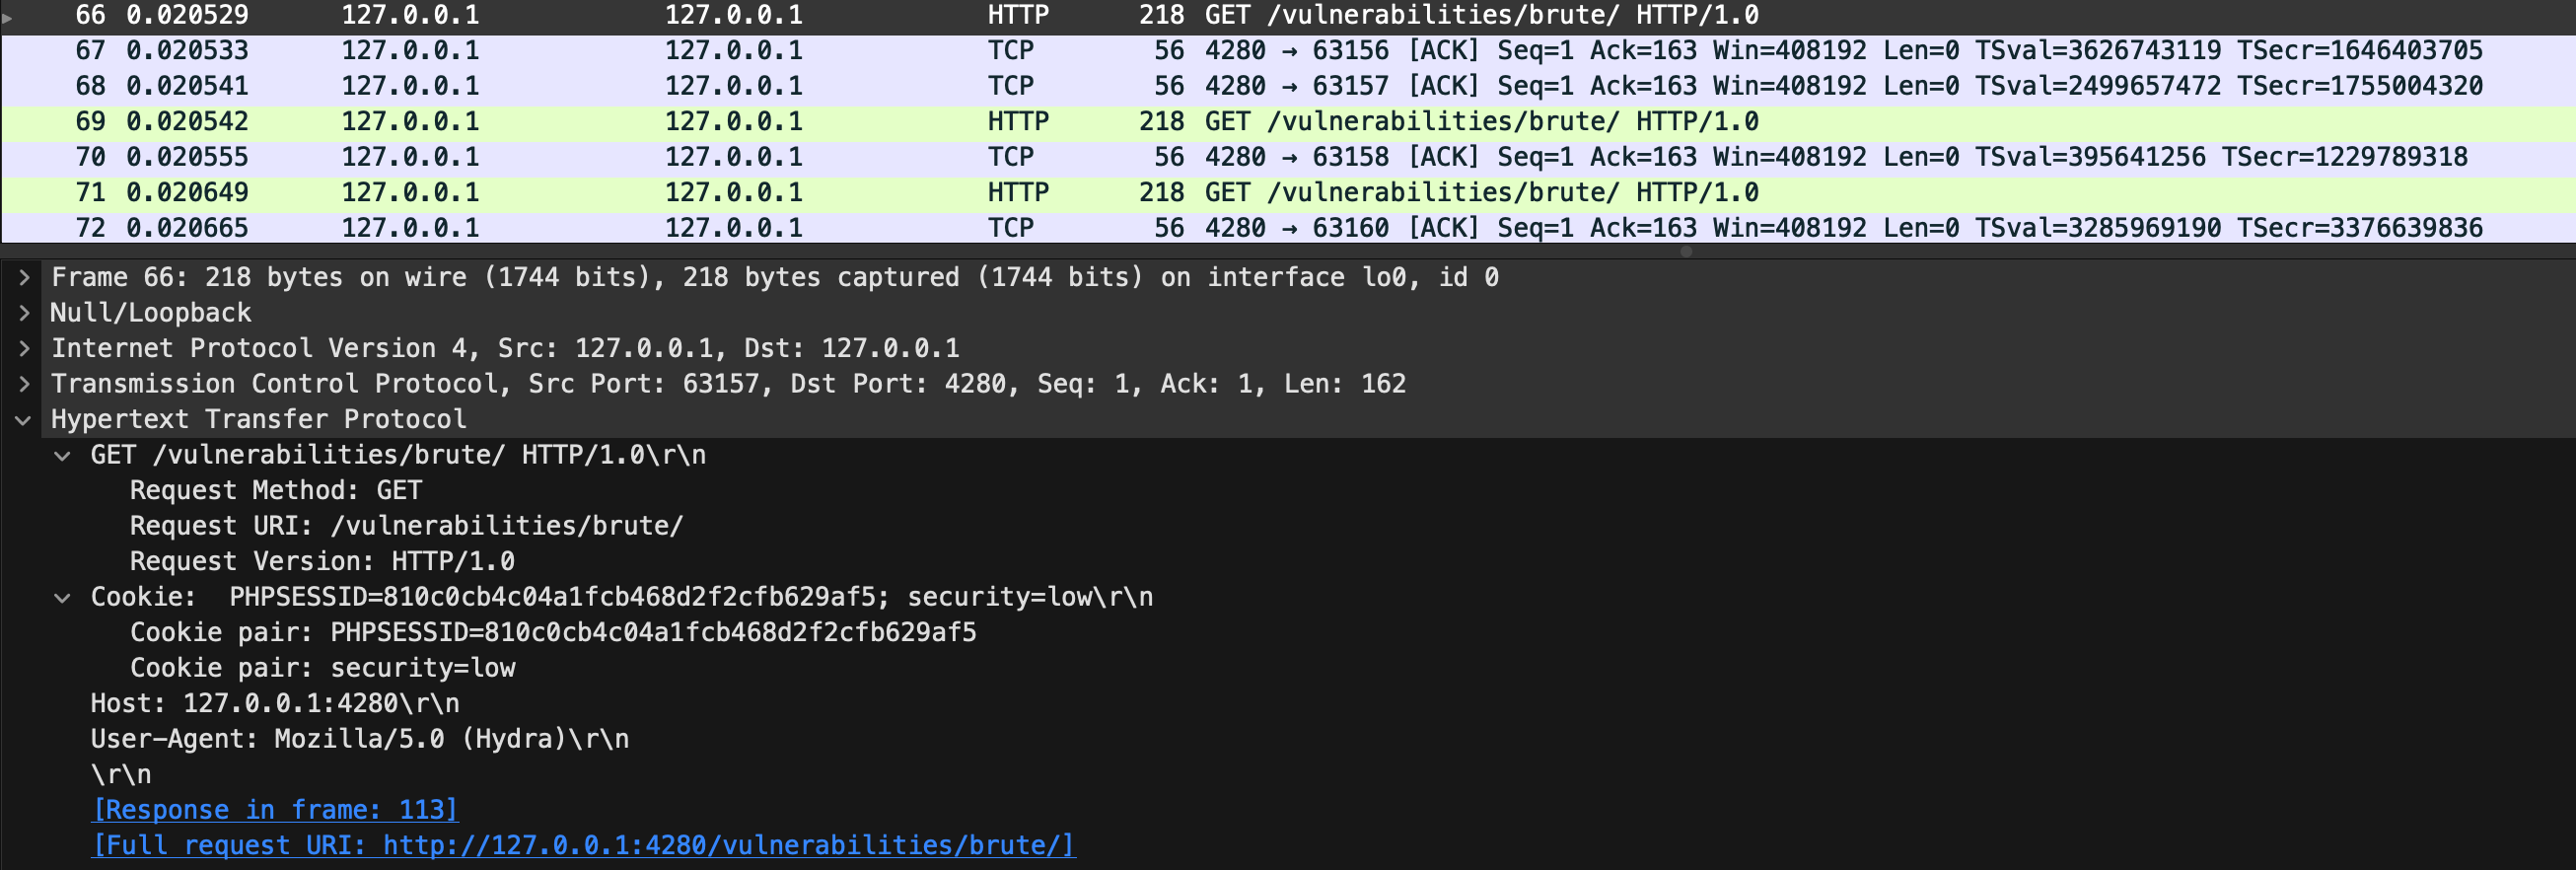 66 0.020529 127.0.0.1 127.0.0.1 HTTP 218 GET /vulnerabilities/brute/ HTTP/1.0
67 0.020533 127.0.0.1 127.0.0.1 TCP 56 4280 → 63156 [ACK] Seq=1 Ack=163 Win=408192 Len=0 TSval=3626743119 TSecr=1646403705
68 0.020541 127.0.0.1 127.0.0.1 TCP 56 4280 → 63157 [ACK] Seq=1 Ack=163 Win=408192 Len=0 TSval=2499657472 TSecr=1755004320
69 0.020542 127.0.0.1 127.0.0.1 HTTP 218 GET /vulnerabilities/brute/ HTTP/1.0
70 0.020555 127.0.0.1 127.0.0.1 TCP 56 4280 → 63158 [ACK] Seq=1 Ack=163 Win=408192 Len=0 TSval=395641256 TSecr=1229789318
71 0.020649 127.0.0.1 127.0.0.1 HTTP 218 GET /vulnerabilities/brute/ HTTP/1.0
72 0.020665 127.0.0.1 127.0.0.1 TCP 56 4280 → 63160 [ACK] Seq=1 Ack=163 Win=408192 Len=0 TSval=3285969190 TSecr=3376639836
Frame 66: 218 bytes on wire (1744 bits), 218 bytes captured (1744 bits) on interface lo0, id 0
Null/Loopback
Internet Protocol Version 4, Src: 127.0.0.1, Dst: 127.0.0.1
Transmission Control Protocol, Src Port: 63157, Dst Port: 4280, Seq: 1, Ack: 1, Len: 162
Hypertext Transfer Protocol
GET /vulnerabilities/brute/ HTTP/1.0\r\n
Request Method: GET
Request URI: /vulnerabilities/brute/
Request Version: HTTP/1.0
Cookie:  PHPSESSID=810c0cb4c04a1fcb468d2f2cfb629af5; security=low\r\n
Cookie pair: PHPSESSID=810c0cb4c04a1fcb468d2f2cfb629af5
Cookie pair: security=low
Host: 127.0.0.1:4280\r\n
User-Agent: Mozilla/5.0 (Hydra)\r\n
\r\n
[Response in frame: 113]
[Full request URI: http://127.0.0.1:4280/vulnerabilities/brute/]